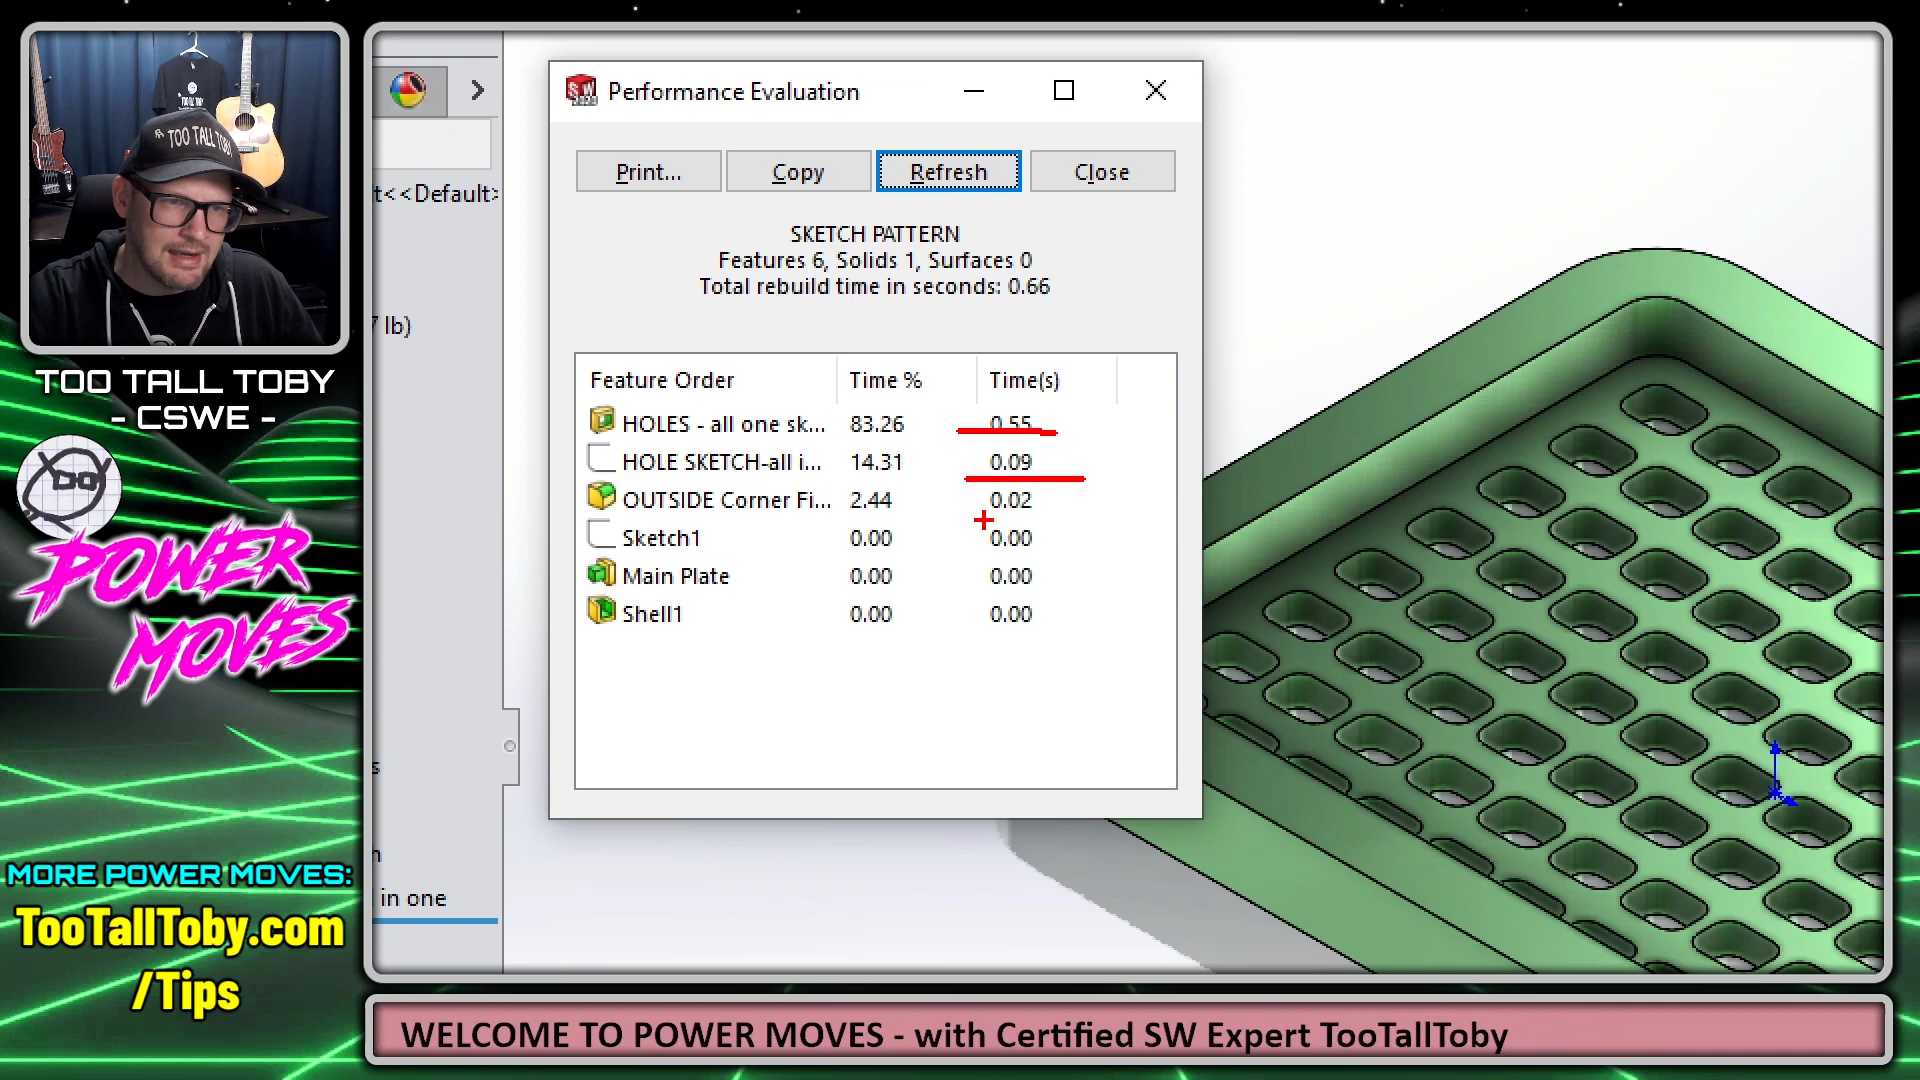 TOO TALL TOBY
TOO TALL TOBY
- CSWE -
POWER
MOVES
MORE POWER MOVES:
TooTallToby.com
/Tips
t<<Default>
7 lb)
s
h
in one
Performance Evaluation
Print...
Copy
Refresh
Close
SKETCH PATTERN
Features 6, Solids 1, Surfaces 0
Total rebuild time in seconds: 0.66
Feature Order Time % Time(s)
HOLES - all one sk... 83.26 0.55
HOLE SKETCH-all i... 14.31 0.09
OUTSIDE Corner Fi... 2.44 0.02
Sketch1 0.00 0.00
Main Plate 0.00 0.00
Shell1 0.00 0.00
WELCOME TO POWER MOVES - with Certified SW Expert TooTallToby